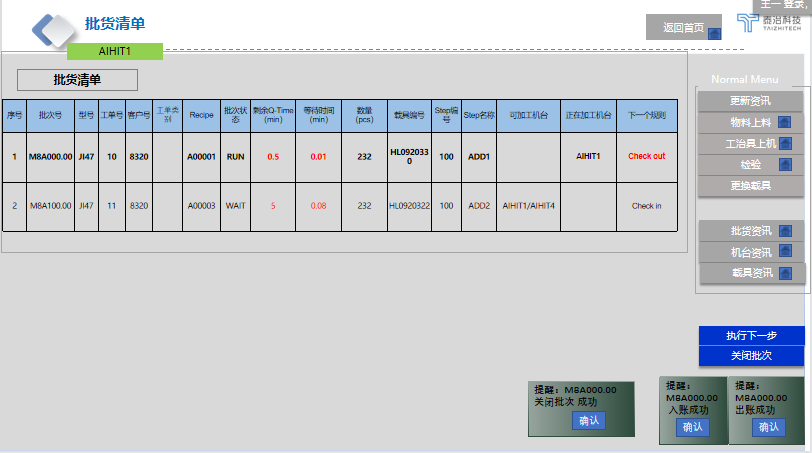 王一 登录,
批货清单
返回首页
泰治科技
TAIZHITECH
AIHIT1
批货清单
序号 批次号 型号 工单号 客户号 工单类别 Recipe 批次状态 剩余Q-Time (min) 等待时间 (min) 数量 (pcs) 载具编号 Step编号 Step名称 可加工机台 正在加工机台 下一个规则
1 M8A000.00 JI47 10 8320 A00001 RUN 0.5 0.01 232 HL0920330 100 ADD1 AIHIT1 Check out
2 M8A100.00 JI47 11 8320 A00003 WAIT 5 0.08 232 HL0920322 100 ADD2 AIHIT1/AIHIT4 Check in
Normal Menu
更新资讯
物料上料
工治具上机
检验
更换载具
批货资讯
机台资讯
载具资讯
执行下一步
关闭批次
提醒：M8A000.00
关闭批次 成功
确认
提醒：
M8A000.00
入账成功
确认
提醒：
M8A000.00
出账成功
确认